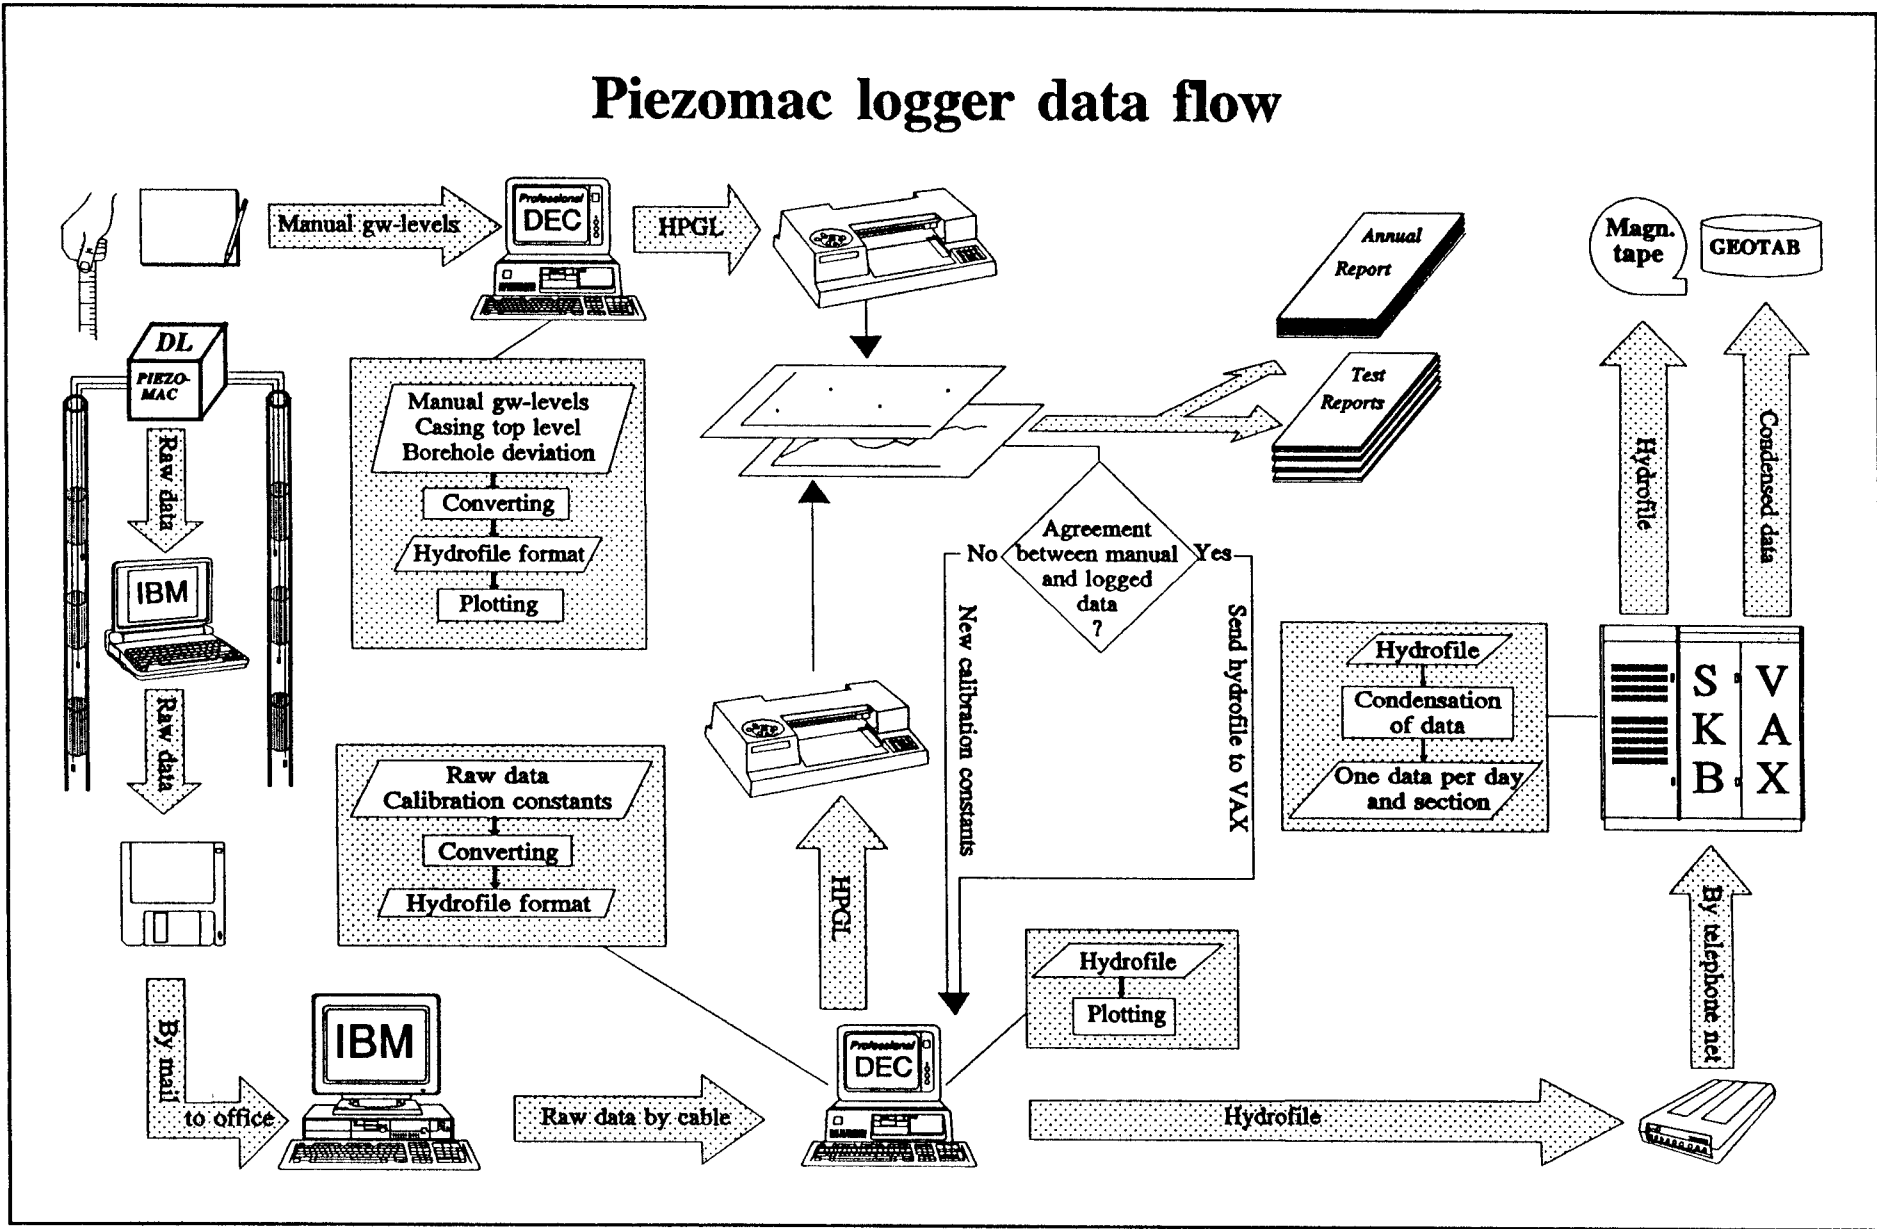 Piezomac logger data flow
Manual gw-levels
Professional
DEC
HPGL
Annual
Report
Magn.
tape
GEOTAB
DL
PIEZO-
MAC
Raw data
IBM
Raw data
By mail
to office
IBM
Raw data by cable
Manual gw-levels
Casing top level
Borehole deviation
Converting
Hydrofile format
Plotting
Raw data
Calibration constants
Converting
Hydrofile format
Test
Reports
Agreement
between manual
and logged
data
?
No
Yes
New calibration constants
Send hydrofile to VAX
HPGL
Professional
DEC
Hydrofile
Plotting
Hydrofile
By telephone net
Hydrofile
Condensation
of data
One data per day
and section
SKB
VAX
Hydrofile
Condensed data